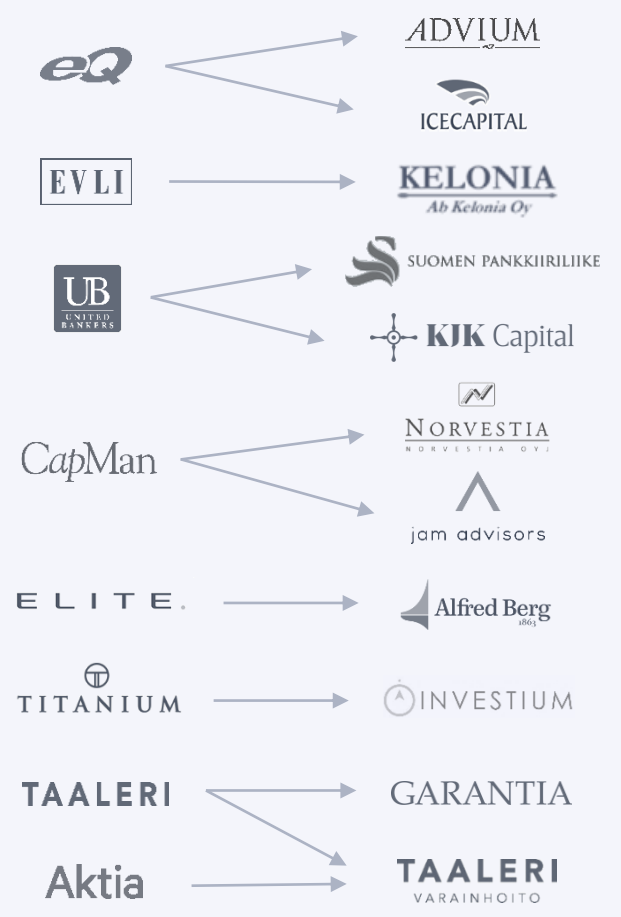 eQ
ADVIUM
ICECAPITAL
EVLI
KELONIA
Ab Kelonia Oy
UB
UNITED
BANKERS
SUOMEN PANKKIIRILIIKE
KJK Capital
CapMan
NORVESTIA
NORVESTIA OYJ
jam advisors
ELITE.
Alfred Berg
1863
TITANIUM
INVESTIUM
TAALERI
GARANTIA
Aktia
TAALERI
VARAINHOITO